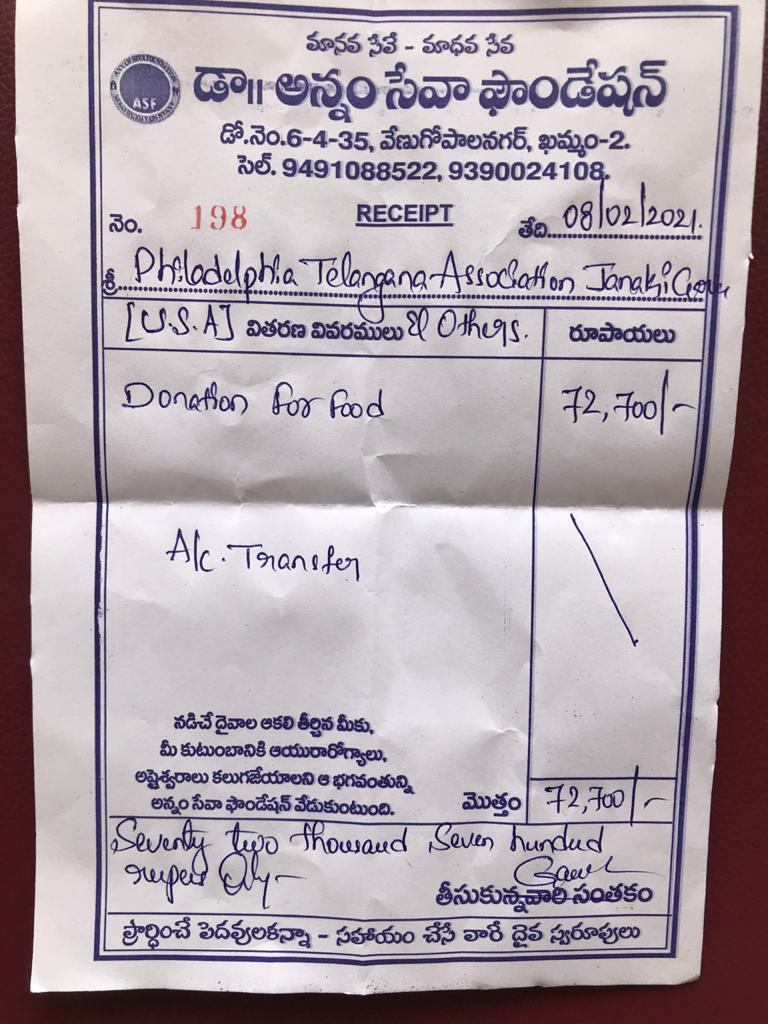 మానవ సేవే - మాధవ సేవ
ASF
డా॥ అన్నం సేవా ఫౌండేషన్
డో.నెం.6-4-35, వేణుగోపాలనగర్, ఖమ్మం-2.
సెల్. 9491088522, 9390024108.
నెం. 198 RECEIPT తేది. 08/02/2021.
శ్రీ Philadelphia Telangana Association Janaki
[U.S.A] వితరణ వివరములు & Others. రూపాయలు
Donation for food 72,700/-
A/c. Transfer
నడిచే దైవాల ఆకలి తీర్చిన మీకు,
మీ కుటుంబానికి ఆయురారోగ్యాలు,
అష్టైశ్వరాలు కలుగజేయాలని ఆ భగవంతున్ని
అన్నం సేవా ఫౌండేషన్ వేడుకుంటుంది.
మొత్తం 72,700/-
Seventy two thousand Seven hundred
rupees Only-
తీసుకున్నవారి సంతకం
ప్రార్ధించే పెదవులకన్నా - సహాయం చేసే వారే దైవ స్వరూపులు